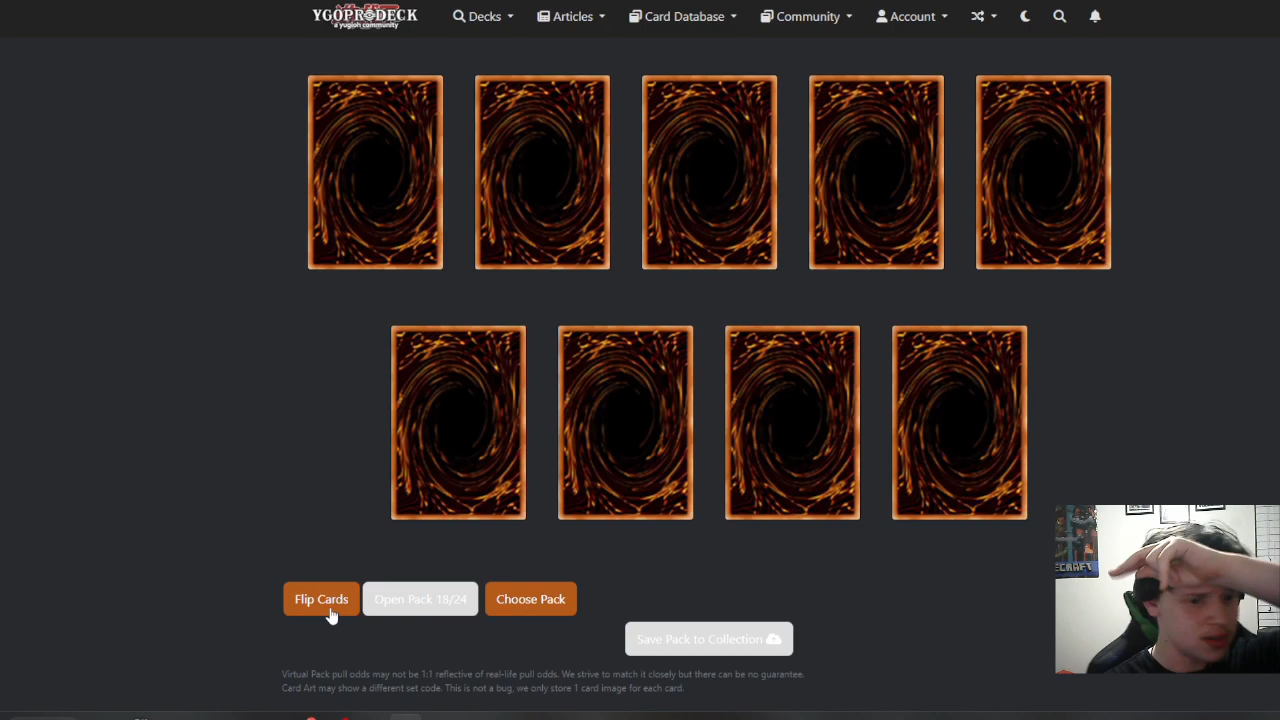 YGOPRODECK
a yugioh community
Decks
Articles
Card Database
Community
Account
Flip Cards
Open Pack 18/24
Choose Pack
Save Pack to Collection
Virtual Pack pull odds may not be 1:1 reflective of real-life pull odds. We strive to match it closely but there can be no guarantee.
Card Art may show a different set code. This is not a bug, we only store 1 card image for each card.
ECRAFT